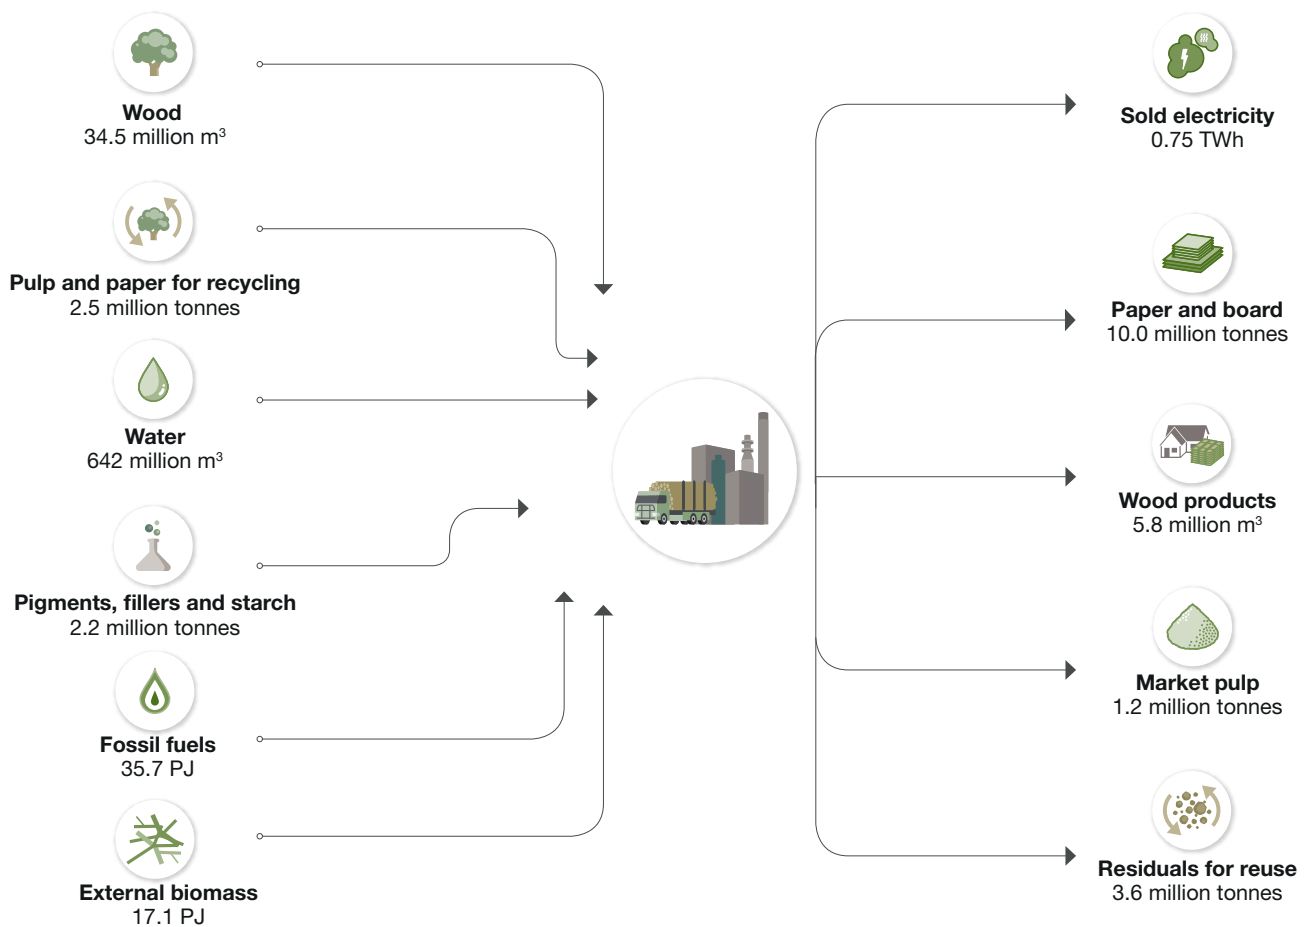 Wood
34.5 million m³
Pulp and paper for recycling
2.5 million tonnes
Water
642 million m³
Pigments, fillers and starch
2.2 million tonnes
Fossil fuels
35.7 PJ
External biomass
17.1 PJ
Sold electricity
0.75 TWh
Paper and board
10.0 million tonnes
Wood products
5.8 million m³
Market pulp
1.2 million tonnes
Residuals for reuse
3.6 million tonnes